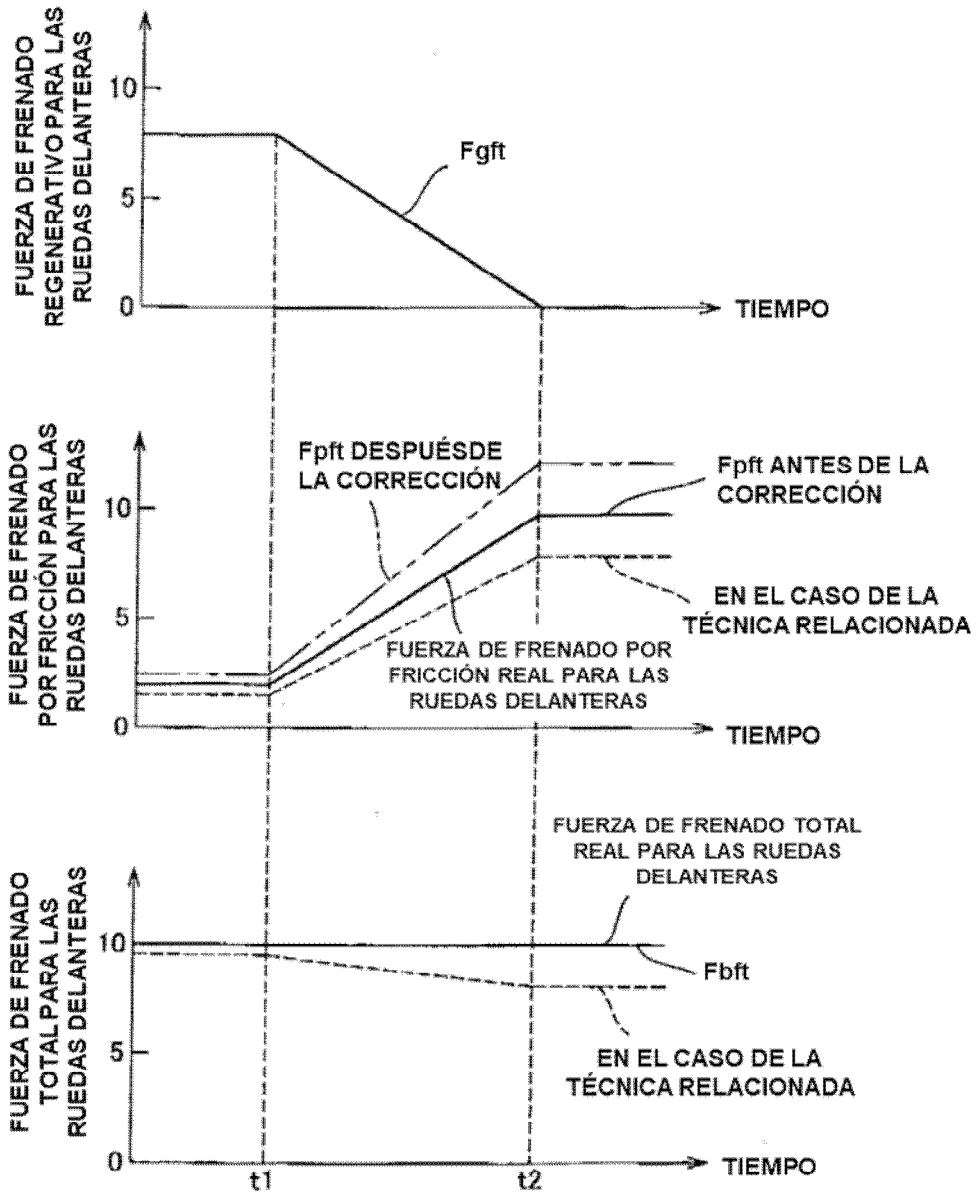 FUERZA DE FRENADO
REGENERATIVO PARA LAS
RUEDAS DELANTERAS
10
5
0
Fgft
TIEMPO
FUERZA DE FRENADO
POR FRICCIÓN PARA LAS
RUEDAS DELANTERAS
10
5
0
Fpft DESPUÉSDE
LA CORRECCIÓN
Fpft ANTES DE LA
CORRECCIÓN
EN EL CASO DE LA
TÉCNICA RELACIONADA
FUERZA DE FRENADO POR
FRICCIÓN REAL PARA LAS
RUEDAS DELANTERAS
TIEMPO
FUERZA DE FRENADO
TOTAL PARA LAS
RUEDAS DELANTERAS
10
5
0
FUERZA DE FRENADO TOTAL
REAL PARA LAS RUEDAS
DELANTERAS
Fbft
EN EL CASO DE LA
TÉCNICA RELACIONADA
TIEMPO
t1
t2